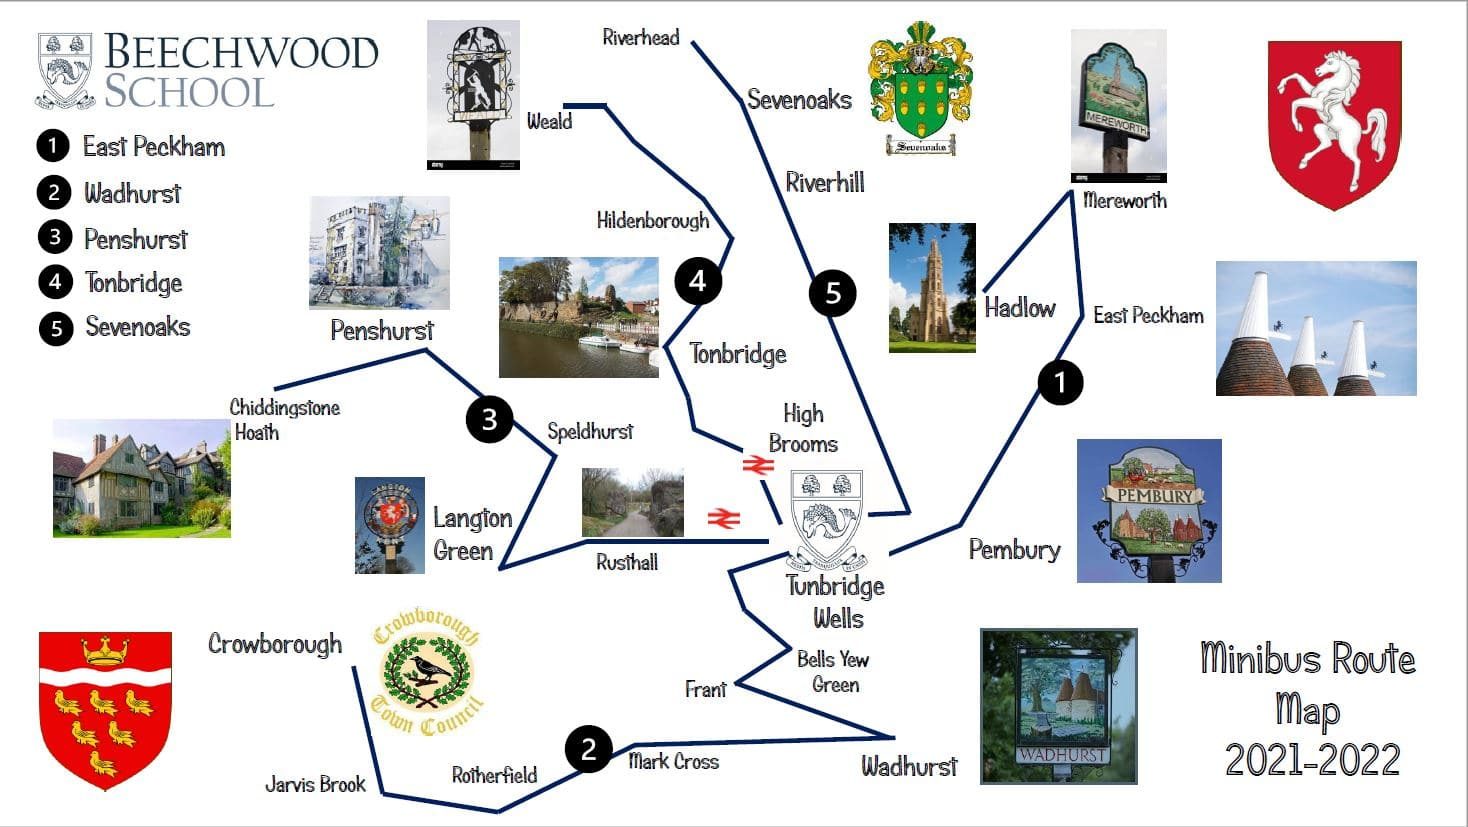 BEECHWOOD
SCHOOL
1 East Peckham
2 Wadhurst
3 Penshurst
4 Tonbridge
5 Sevenoaks
Riverhead
Weald
Sevenoaks
Sevenoaks
Riverhill
MEREWORTH
Mereworth
Hildenborough
4
5
Hadlow
East Peckham
Penshurst
Tonbridge
1
Chiddingstone
Hoath
3
Speldhurst
High
Brooms
LANGTON
Langton
Green
Rusthall
PEMBURY
Pembury
Tunbridge
Wells
Crowborough
Crowborough
Town Council
Bells Yew
Green
Frant
2
Mark Cross
Wadhurst
WADHURST
Rotherfield
Jarvis Brook
Minibus Route
Map
2021-2022